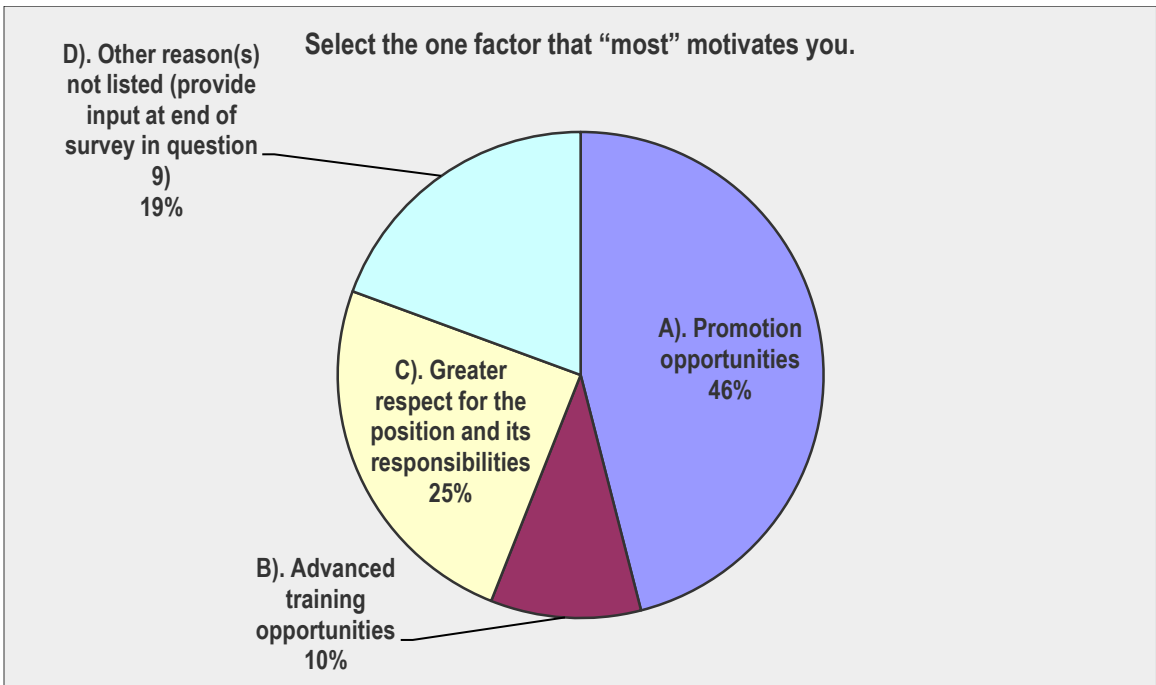 Select the one factor that “most” motivates you.
D). Other reason(s)
not listed (provide
input at end of
survey in question
9)
19%
A). Promotion
opportunities
46%
C). Greater
respect for the
position and its
responsibilities
25%
B). Advanced
training
opportunities
10%